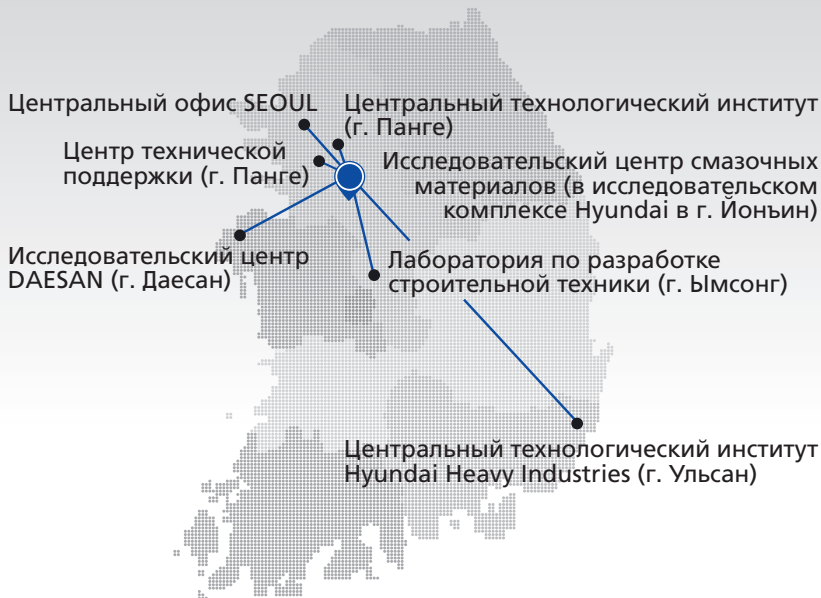 Центральный офис SEOUL
Центральный технологический институт
(г. Панге)
Центр технической
поддержки (г. Панге)
Исследовательский центр смазочных
материалов (в исследовательском
комплексе Hyundai в г. Йонъин)
Исследовательский центр
DAESAN (г. Даесан)
Лаборатория по разработке
строительной техники (г. Ымсонг)
Центральный технологический институт
Hyundai Heavy Industries (г. Ульсан)